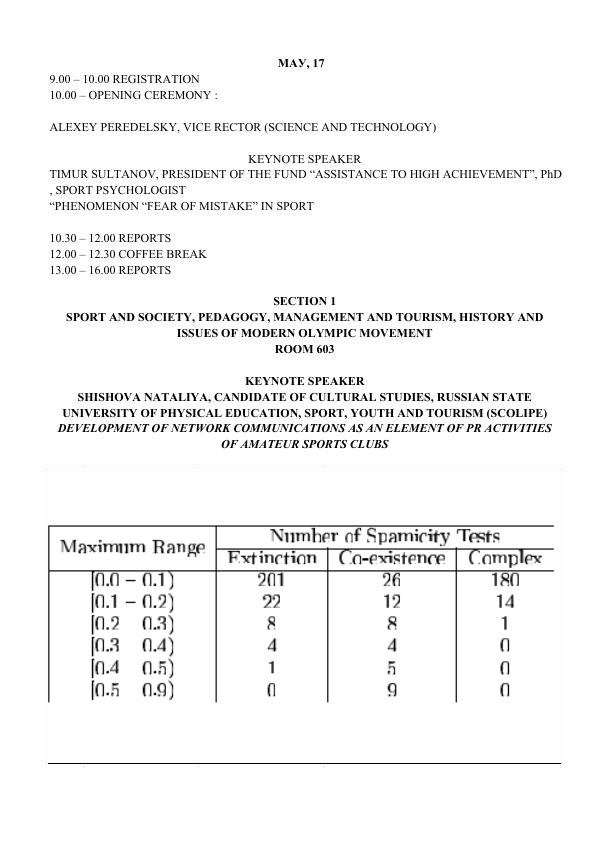 МАУ, 17
9.00 – 10.00 REGISTRATION
10.00 – OPENING CEREMONY :
ALEXEY PEREDELSKY, VICE RECTOR (SCIENCE AND TECHNOLOGY)
KEYNOTE SPEAKER
TIMUR SULTANOV, PRESIDENT OF THE FUND “ASSISTANCE TO HIGH ACHIEVEMENT”, PhD
, SPORT PSYCHOLOGIST
“PHENOMENON “FEAR OF MISTAKE” IN SPORT
10.30 – 12.00 REPORTS
12.00 – 12.30 COFFEE BREAK
13.00 – 16.00 REPORTS
SECTION 1
SPORT AND SOCIETY, PEDAGOGY, MANAGEMENT AND TOURISM, HISTORY AND
ISSUES OF MODERN OLYMPIC MOVEMENT
ROOM 603
KEYNOTE SPEAKER
SHISHOVA NATALIYA, CANDIDATE OF CULTURAL STUDIES, RUSSIAN STATE
UNIVERSITY OF PHYSICAL EDUCATION, SPORT, YOUTH AND TOURISM (SCOLIPE)
DEVELOPMENT OF NETWORK COMMUNICATIONS AS AN ELEMENT OF PR ACTIVITIES
OF AMATEUR SPORTS CLUBS
Maximum Range Number of Spamicity Tests
Extinction Co-existence Complex
[0.0 – 0.1) 201 26 180
[0.1 – 0.2) 22 12 14
[0.2 0.3) 8 8 1
[0.3 0.4) 4 4 0
[0.4 0.5) 1 5 0
[0.5 0.9) 0 9 0